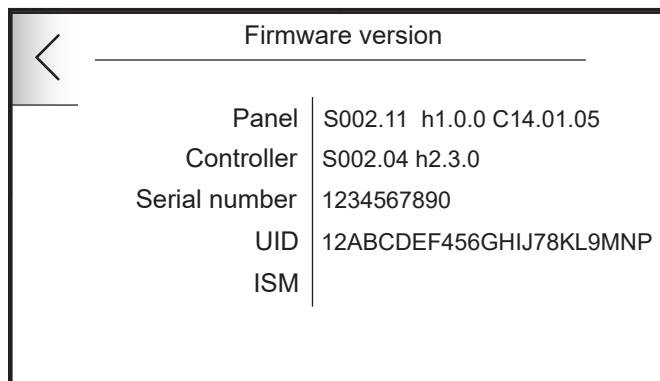 Firmware version
Panel S002.11 h1.0.0 C14.01.05
Controller S002.04 h2.3.0
Serial number 1234567890
UID 12ABCDEF456GHIJ78KL9MNP
ISM